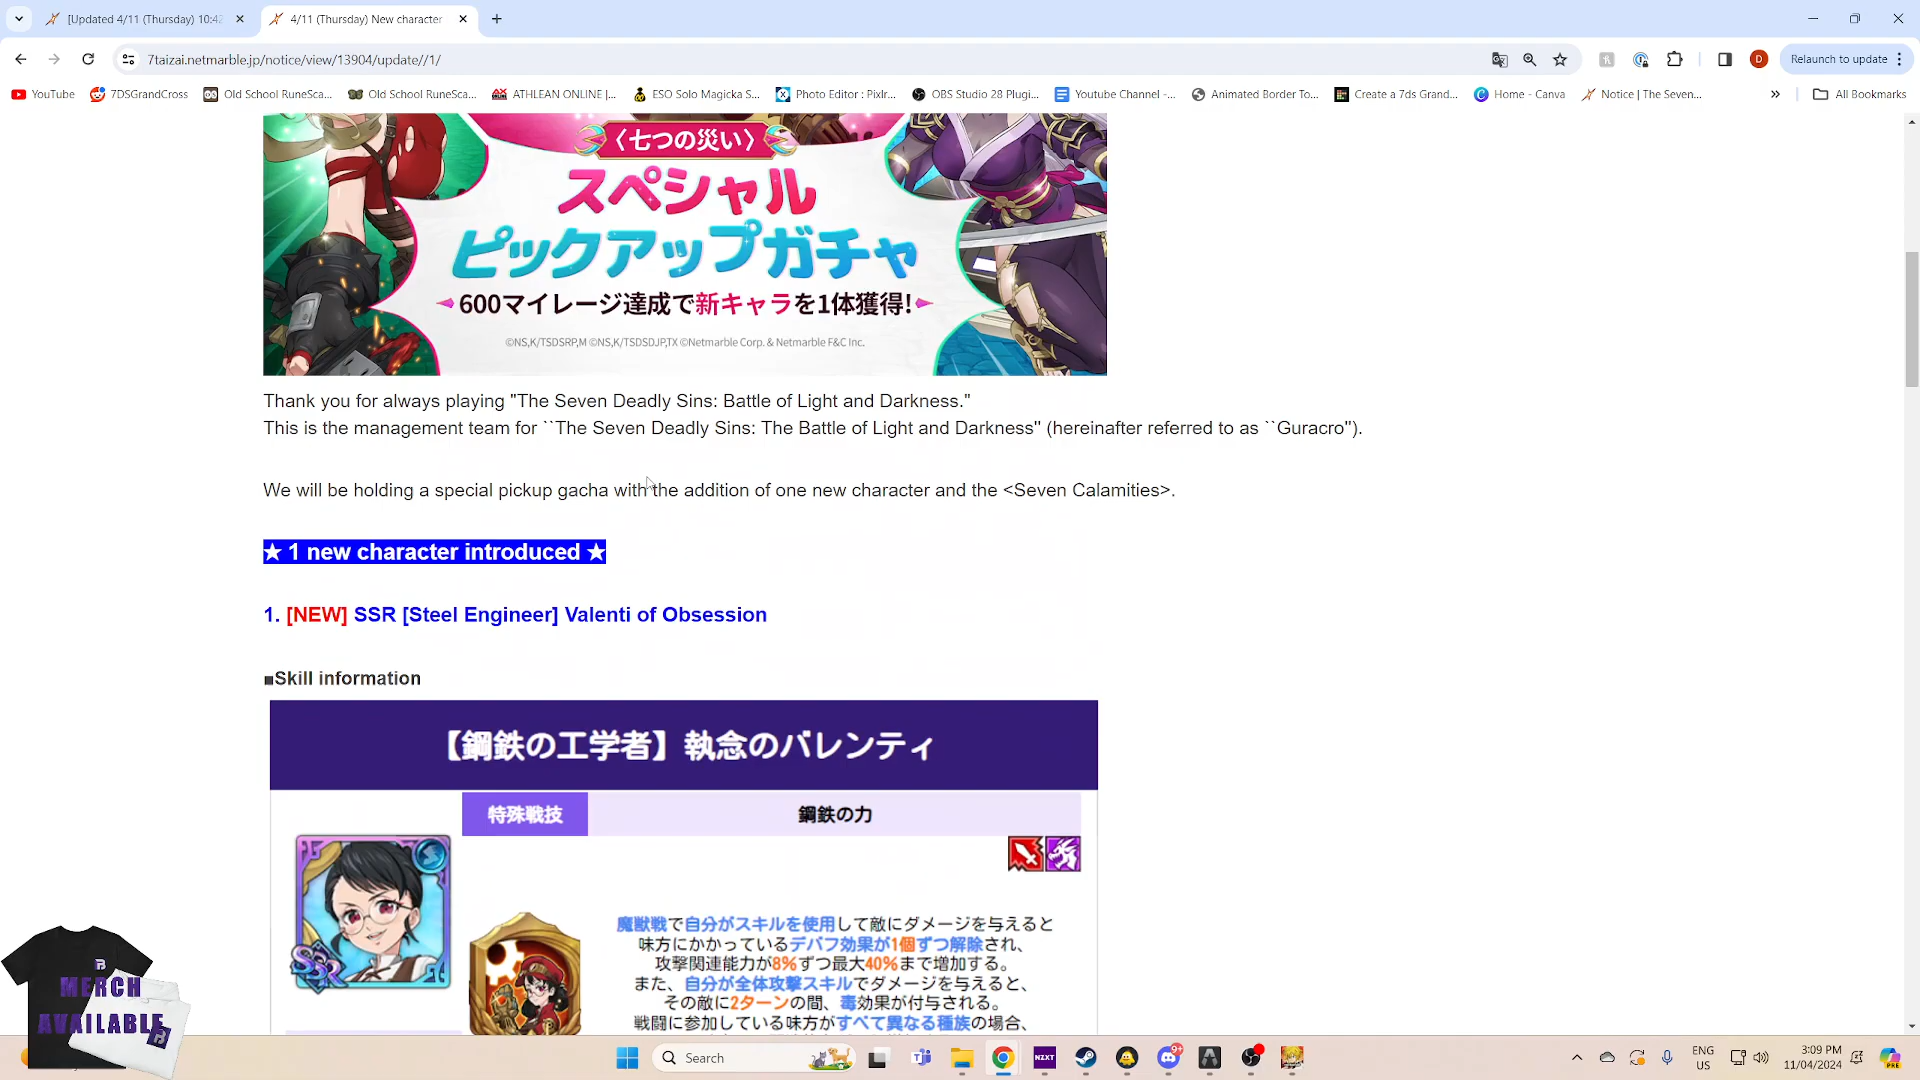 [Updated 4/11 (Thursday) 10:42
4/11 (Thursday) New character
7taizai.netmarble.jp/notice/view/13904/update//1/
D
Relaunch to update
YouTube
7DSGrandCross
Old School RuneSca...
Old School RuneSca...
ATHLEAN ONLINE |...
ESO Solo Magicka S...
Photo Editor : Pixlr...
OBS Studio 28 Plugi...
Youtube Channel -...
Animated Border To...
Create a 7ds Grand...
Home - Canva
Notice | The Seven...
All Bookmarks
〈七つの災い〉
スペシャル
ピックアップガチャ
600マイレージ達成で新キャラを1体獲得!
©NS,K/TSDSRP,M ©NS,K/TSDSDJP,TX ©Netmarble Corp. & Netmarble F&C Inc.
Thank you for always playing "The Seven Deadly Sins: Battle of Light and Darkness."
This is the management team for ``The Seven Deadly Sins: The Battle of Light and Darkness'' (hereinafter referred to as ``Guracro'').
We will be holding a special pickup gacha with the addition of one new character and the <Seven Calamities>.
★ 1 new character introduced ★
1. [NEW] SSR [Steel Engineer] Valenti of Obsession
■Skill information
【鋼鉄の工学者】執念のバレンティ
特殊戦技
鋼鉄の力
SSR
魔獣戦で自分がスキルを使用して敵にダメージを与えると
味方にかかっているデバフ効果が1個ずつ解除され、
攻撃関連能力が8%ずつ最大40%まで増加する。
また、自分が全体攻撃スキルでダメージを与えると、
その敵に2ターンの間、毒効果が付与される。
戦闘に参加している味方がすべて異なる種族の場合、
MERCH
AVAILABLE
Search
NZXT
9+
ENG
US
3:09 PM
11/04/2024
PRE